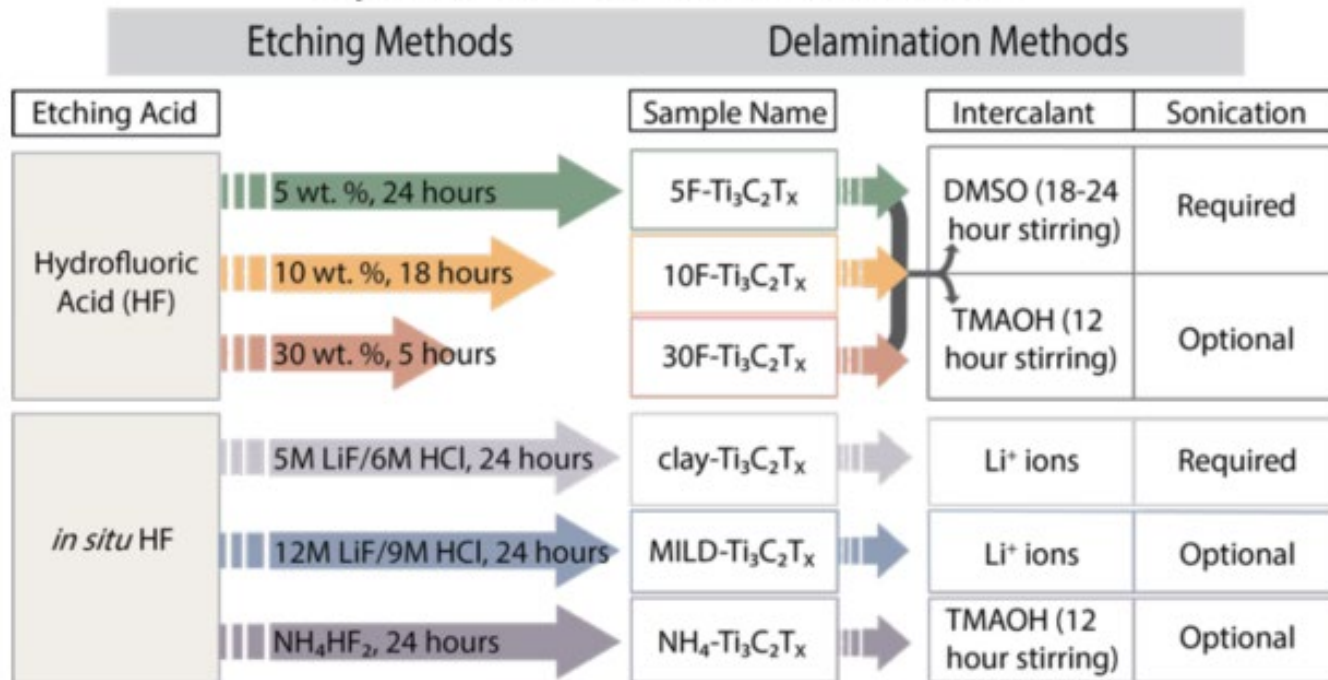 Etching Methods Delamination Methods
Etching Acid Sample Name Intercalant Sonication
Hydrofluoric
Acid (HF)
5 wt. %, 24 hours
10 wt. %, 18 hours
30 wt. %, 5 hours
5F-Ti₃C₂Tₓ
10F-Ti₃C₂Tₓ
30F-Ti₃C₂Tₓ
DMSO (18-24
hour stirring)
Required
TMAOH (12
hour stirring)
Optional
in situ HF
5M LiF/6M HCl, 24 hours
clay-Ti₃C₂Tₓ
Li⁺ ions
Required
12M LiF/9M HCl, 24 hours
MILD-Ti₃C₂Tₓ
Li⁺ ions
Optional
NH₄HF₂, 24 hours
NH₄-Ti₃C₂Tₓ
TMAOH (12
hour stirring)
Optional